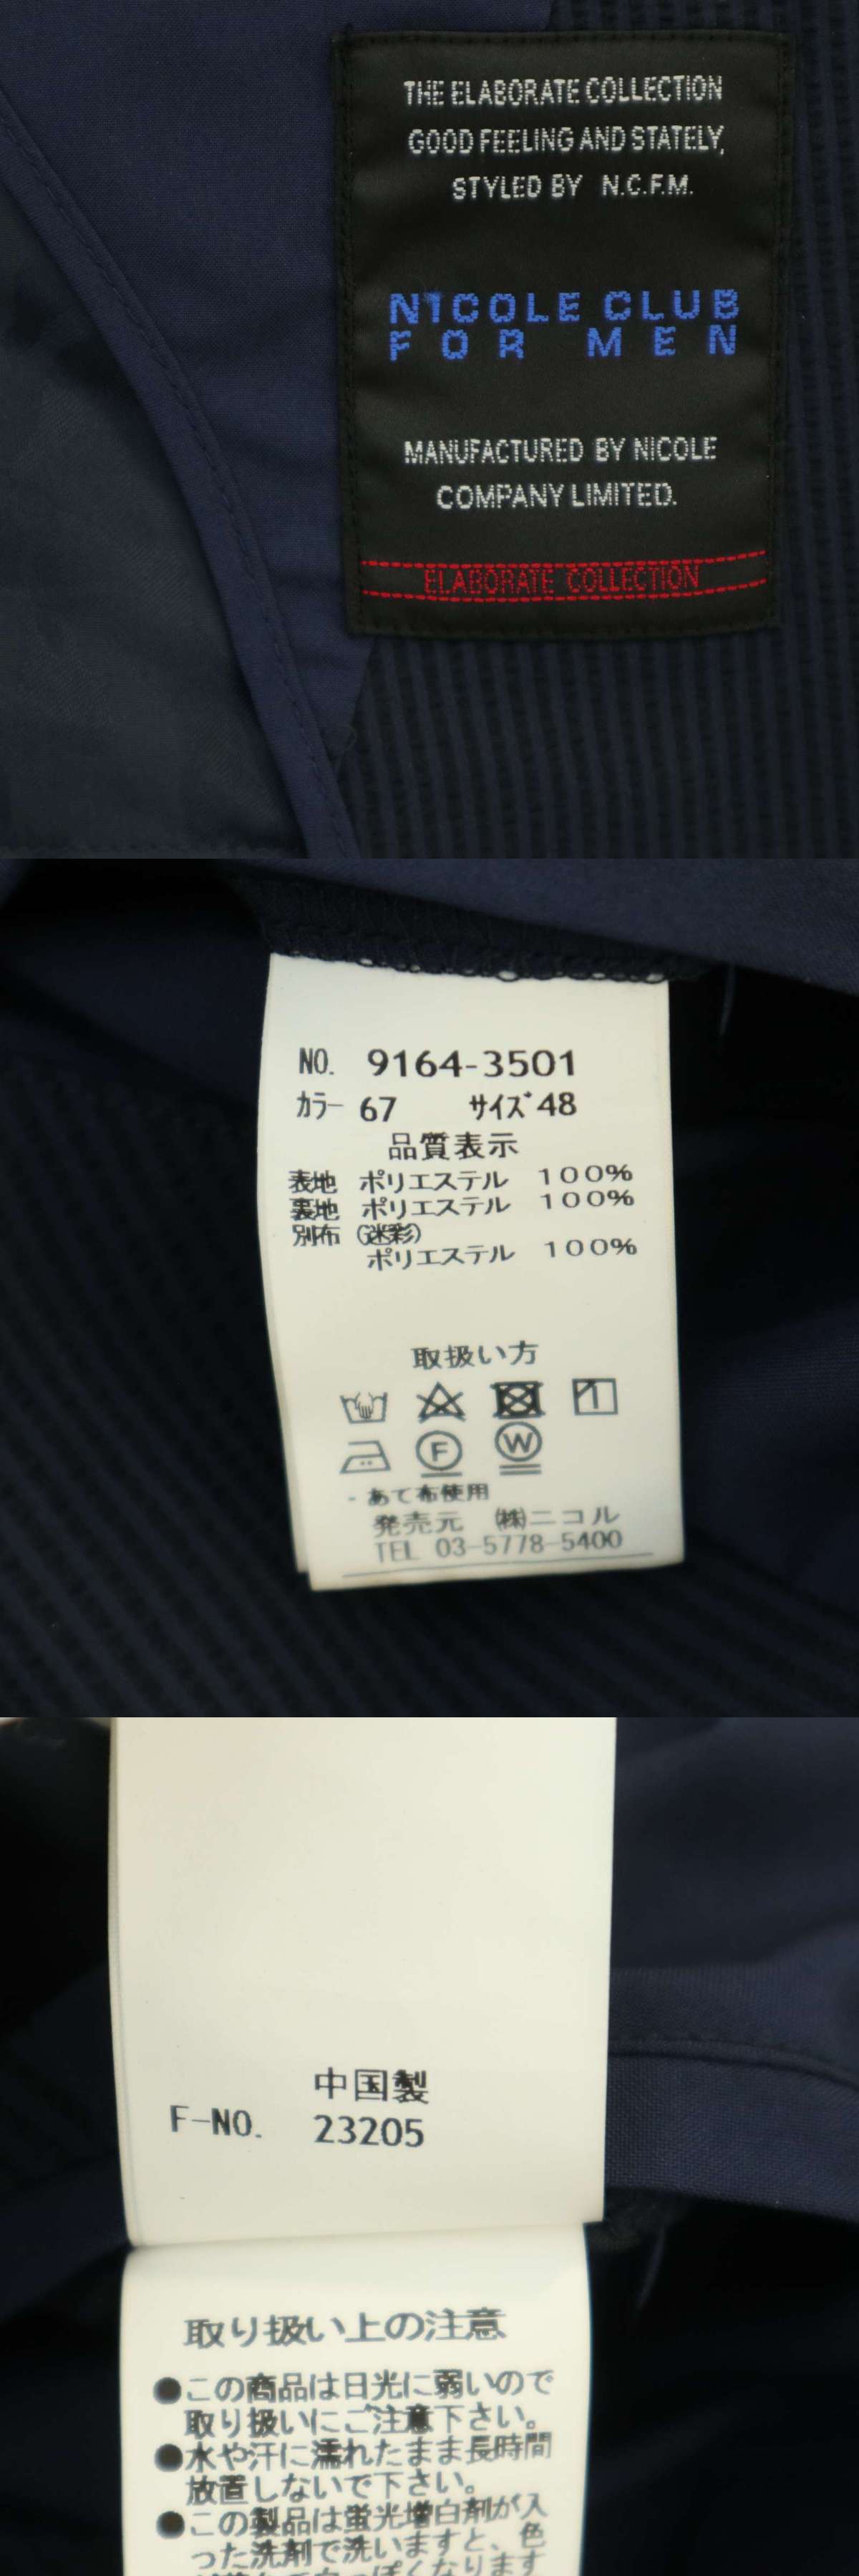 THE ELABORATE COLLECTION
GOOD FEELING AND STATELY,
STYLED BY N.C.F.M.
NICOLE CLUB
FOR MEN
MANUFACTURED BY NICOLE
COMPANY LIMITED.
ELABORATE COLLECTION
NO. 9164-3501
カラー 67 サイズ 48
品質表示
表地 ポリエステル 100%
裏地 ポリエステル 100%
別布 (迷彩)
ポリエステル 100%
取扱い方
F W
- あて布使用
発売元 ㈱ニコル
TEL 03-5778-5400
中国製
F-NO. 23205
取り扱い上の注意
●この商品は日光に弱いので
取り扱いにご注意下さい。
●水や汗に濡れたまま長時間
放置しないで下さい。
●この製品は蛍光増白剤が入
った洗剤で洗いますと、色
っぽくなります